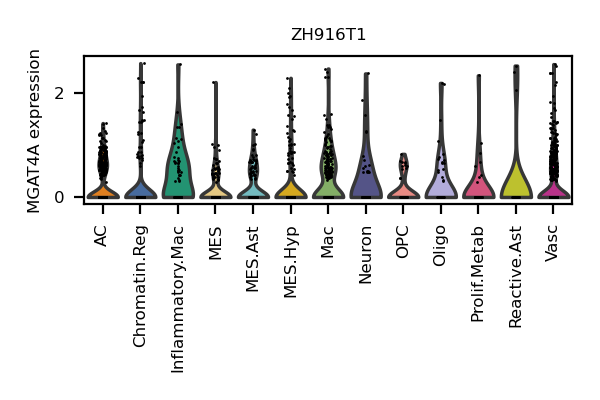 ZH916T1
MGAT4A expression
2
0
AC
Chromatin.Reg
Inflammatory.Mac
MES
MES.Ast
MES.Hyp
Mac
Neuron
OPC
Oligo
Prolif.Metab
Reactive.Ast
Vasc